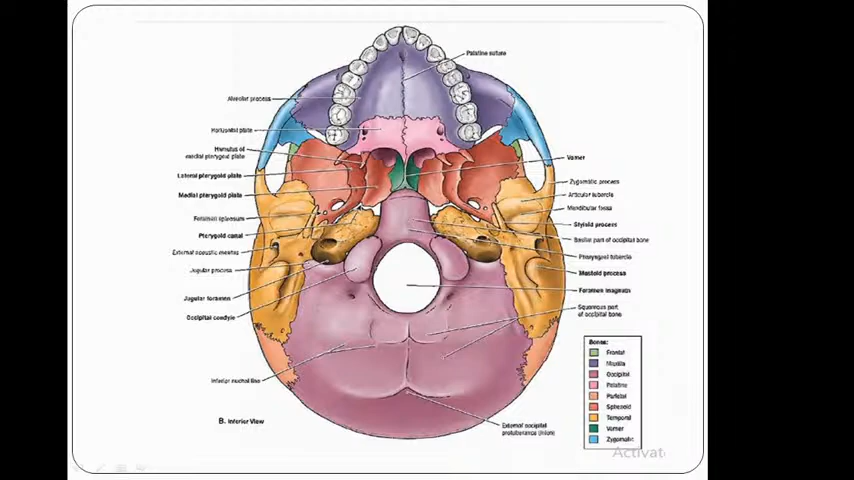 Palatine suture
Alveolar process
Horizontal plate
Hamulus of
medial pterygoid plate
Lateral pterygoid plate
Medial pterygoid plate
Foramen spinosum
Pterygoid canal
External acoustic meatus
Jugular process
Jugular foramen
Occipital condyle
Inferior nuchal line
Vomer
Zygomatic process
Articular tubercle
Mandibular fossa
Styloid process
Basilar part of occipital bone
Pharyngeal tubercle
Mastoid process
Foramen magnum
Squamous part
of occipital bone
External occipital
protuberance (inion)
B. Inferior View
Bones:
Frontal
Maxilla
Occipital
Palatine
Parietal
Sphenoid
Temporal
Vomer
Zygomatic
Activat